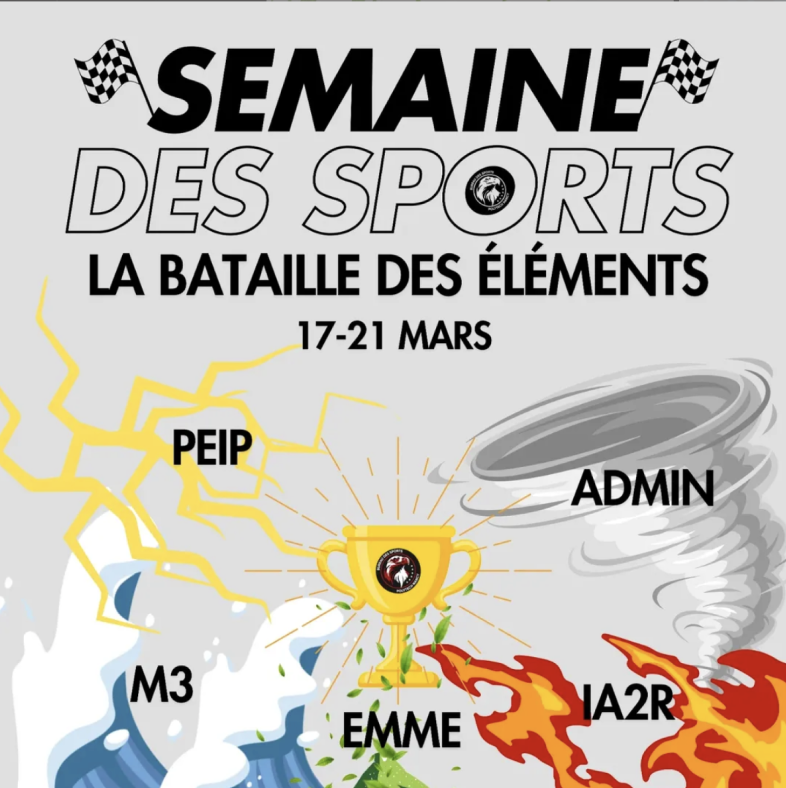 SEMAINE
DES SPORTS
LA BATAILLE DES ÉLÉMENTS
17-21 MARS
PEIP
ADMIN
M3
IA2R
EMME